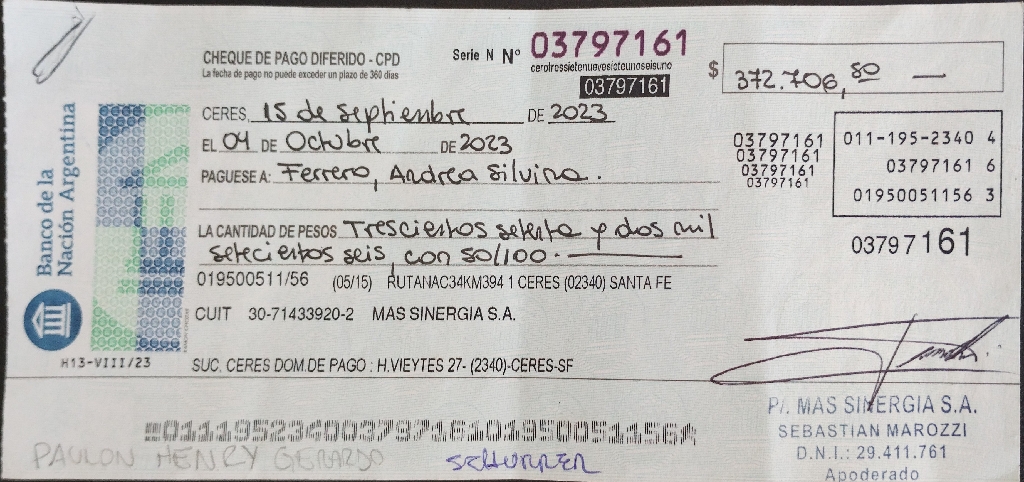 CHEQUE DE PAGO DIFERIDO - CPD
La fecha de pago no puede exceder un plazo de 360 días
Serie N Nº 03797161
cerotressietenuevesieteunoseisuno
03797161
$ 372.706,80 —
CERES, 15 de septiembre DE 2023
EL 04 DE Octubre DE 2023
PAGUESE A: Ferrero, Andrea Silvina.
LA CANTIDAD DE PESOS Trescientos setenta y dos mil
setecientos seis, con 80/100.
019500511/56 (05/15) RUTANAC34KM394 1 CERES (02340) SANTA FE
CUIT 30-71433920-2 MAS SINERGIA S.A.
SUC. CERES DOM.DE PAGO : H.VIEYTES 27- (2340)-CERES-SF
03797161
03797161
03797161
03797161
011-195-2340 4
03797161 6
01950051156 3
03797161
Banco de la
Nación Argentina
H13-VIII/23
P/. MAS SINERGIA S.A.
SEBASTIAN MAROZZI
D.N.I.: 29.411.761
Apoderado
01119523400379716101950051156
PAULON HENRY GERARDO